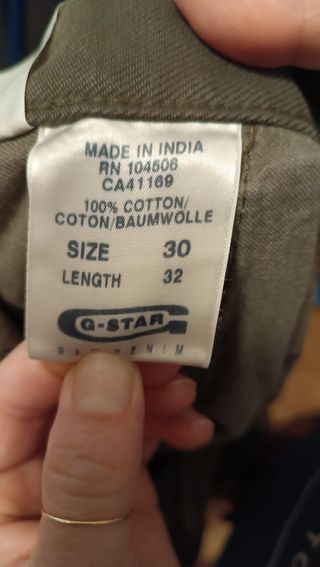 MADE IN INDIA
RN 104506
CA41169
100% COTTON/
COTON/BAUMWOLLE
SIZE 30
LENGTH 32
G-STAR
DENIM